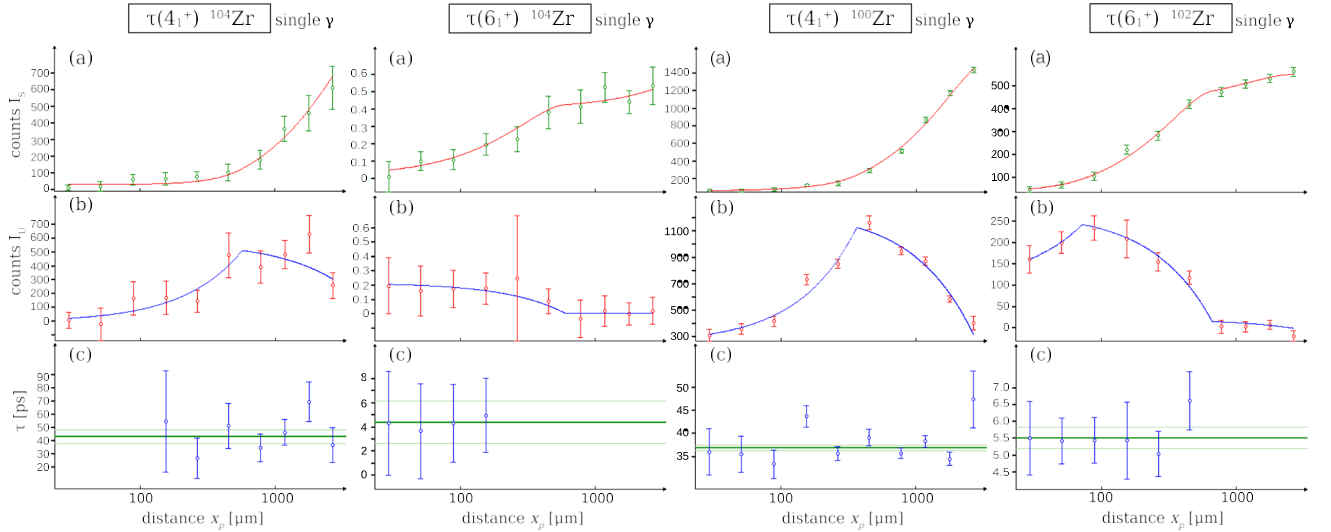 τ(4₁⁺) ¹⁰⁴Zr single γ
τ(6₁⁺) ¹⁰⁴Zr single γ
τ(4₁⁺) ¹⁰⁰Zr single γ
τ(6₁⁺) ¹⁰²Zr single γ
(a) (a) (a) (a)
counts I_S
700 600 500 400 300 200 100 0
0.6 0.5 0.4 0.3 0.2 0.1 0
1400 1200 1000 800 600 400 200
500 400 300 200 100
(b) (b) (b) (b)
counts I_U
700 600 500 400 300 200 100 0
0.6 0.5 0.4 0.3 0.2 0.1 0
1100 900 700 500 300
250 200 150 100 50 0
(c) (c) (c) (c)
τ [ps]
90 80 70 60 50 40 30 20
8 6 5 4 3 2 1 0
50 45 40 35
7.0 6.5 6.0 5.5 5.0 4.5
100 1000 100 1000 100 1000 100 1000
distance x_p [μm] distance x_p [μm] distance x_p [μm] distance x_p [μm]